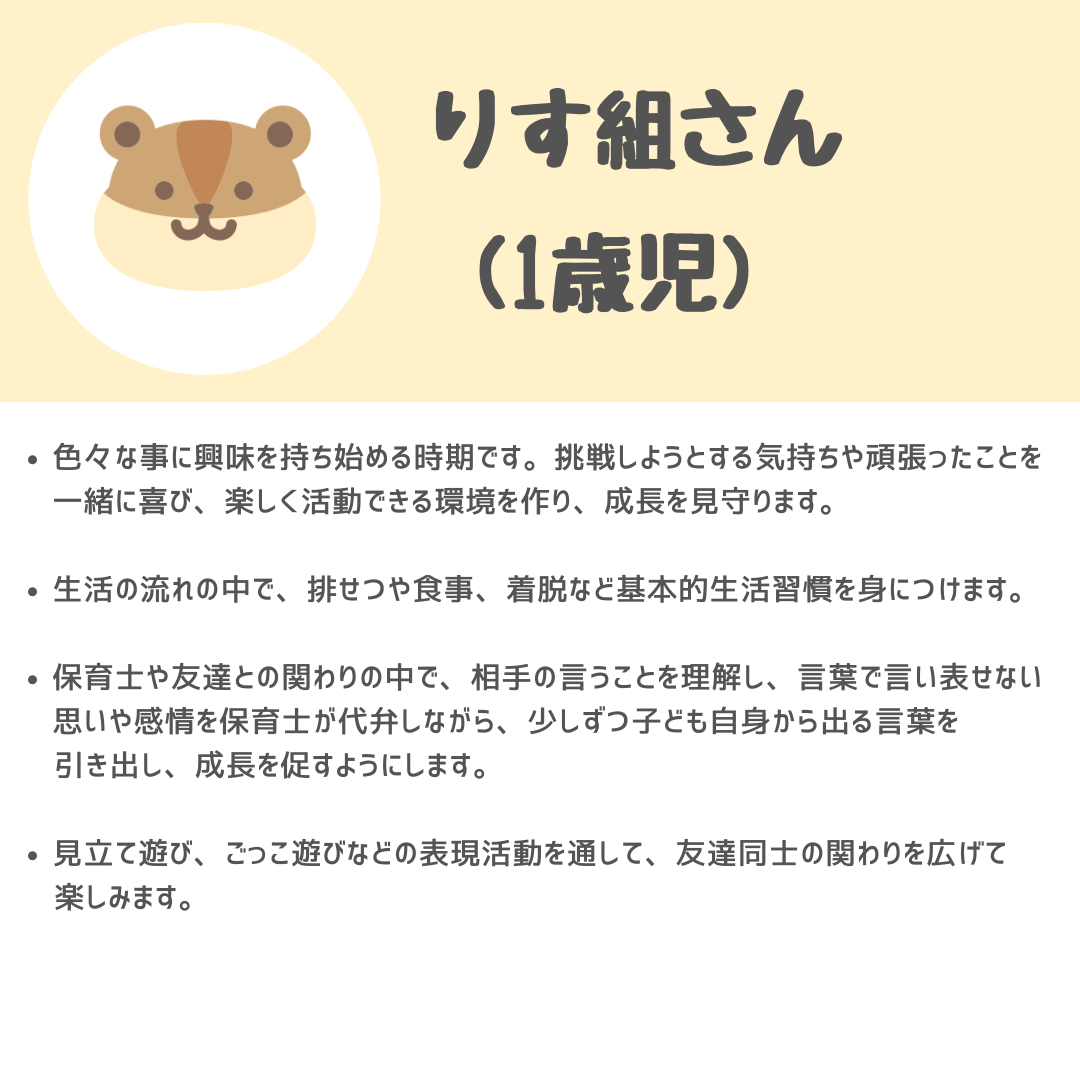 りす組さん
（1歳児）
• 色々な事に興味を持ち始める時期です。挑戦しようとする気持ちや頑張ったことを
一緒に喜び、楽しく活動できる環境を作り、成長を見守ります。
• 生活の流れの中で、排せつや食事、着脱など基本的生活習慣を身につけます。
• 保育士や友達との関わりの中で、相手の言うことを理解し、言葉で言い表せない
思いや感情を保育士が代弁しながら、少しずつ子ども自身から出る言葉を
引き出し、成長を促すようにします。
• 見立て遊び、ごっこ遊びなどの表現活動を通して、友達同士の関わりを広げて
楽しみます。